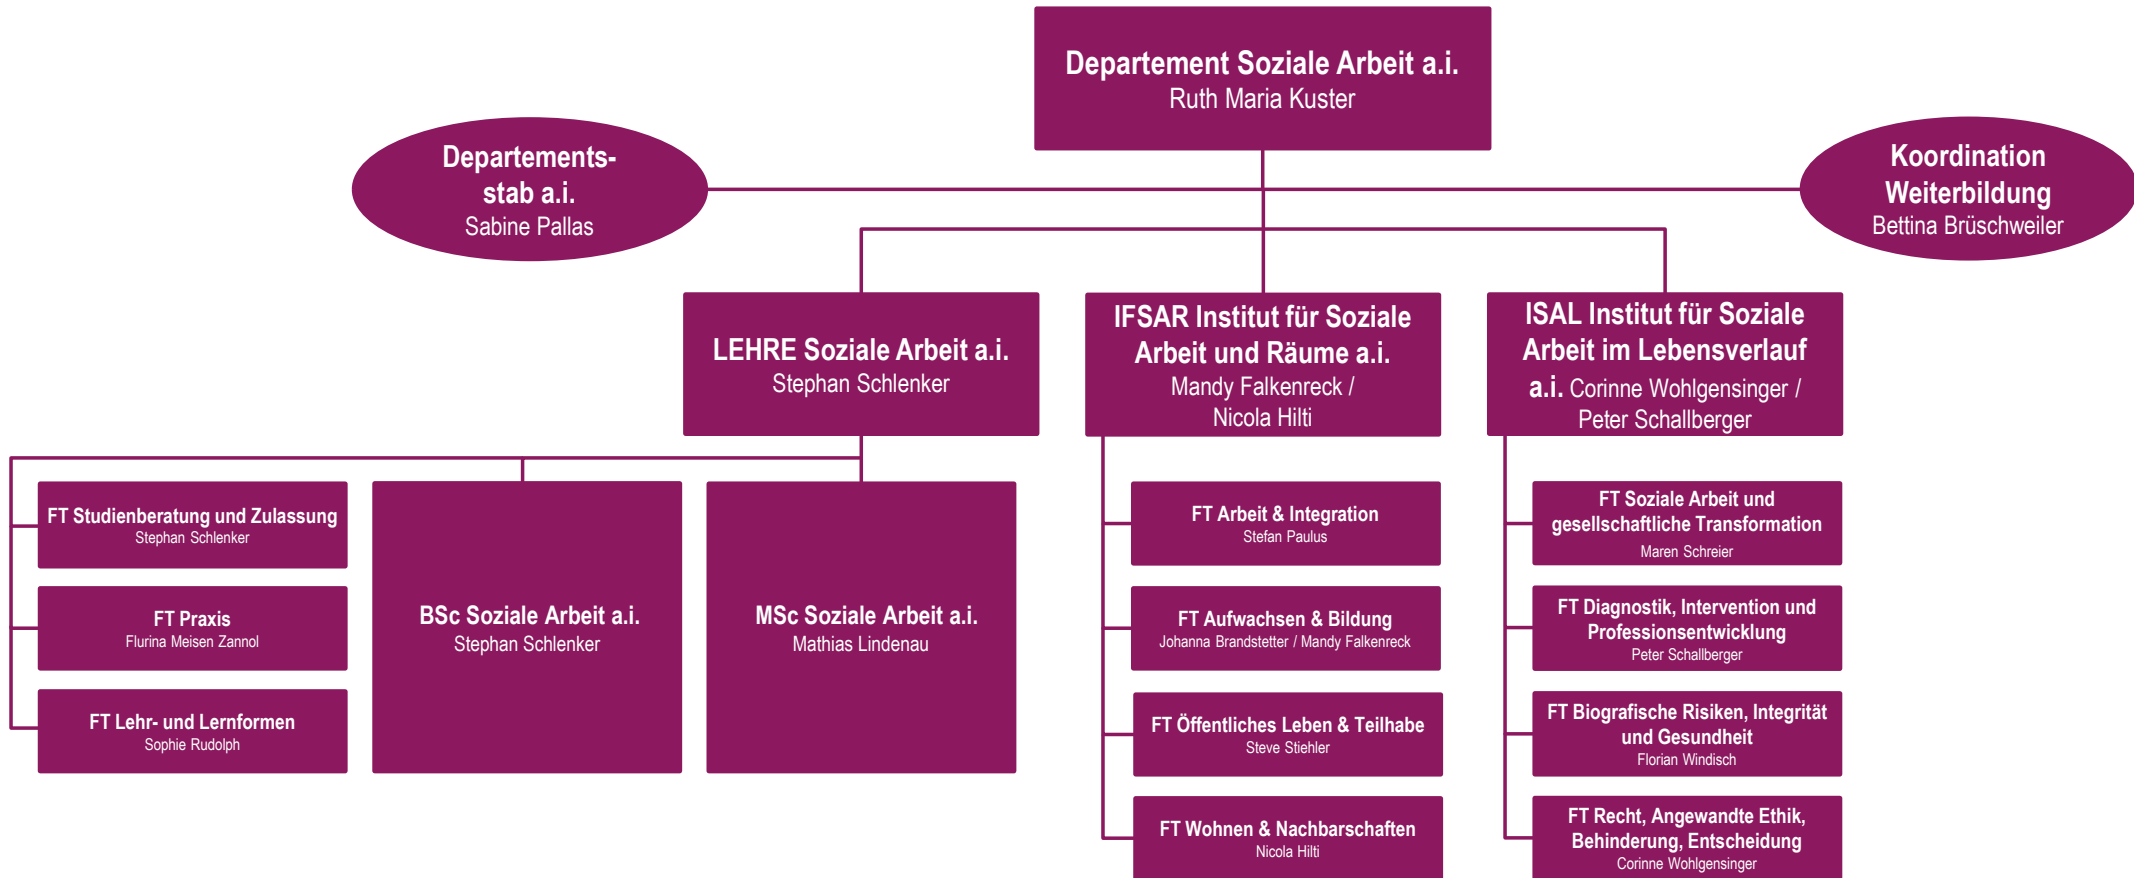 Departement Soziale Arbeit a.i.
Ruth Maria Kuster
Departements-
stab a.i.
Sabine Pallas
Koordination
Weiterbildung
Bettina Brüschweiler
LEHRE Soziale Arbeit a.i.
Stephan Schlenker
IFSAR Institut für Soziale
Arbeit und Räume a.i.
Mandy Falkenreck /
Nicola Hilti
ISAL Institut für Soziale
Arbeit im Lebensverlauf
a.i. Corinne Wohlgensinger /
Peter Schallberger
FT Studienberatung und Zulassung
Stephan Schlenker
FT Praxis
Flurina Meisen Zannol
FT Lehr- und Lernformen
Sophie Rudolph
BSc Soziale Arbeit a.i.
Stephan Schlenker
MSc Soziale Arbeit a.i.
Mathias Lindenau
FT Arbeit & Integration
Stefan Paulus
FT Aufwachsen & Bildung
Johanna Brandstetter / Mandy Falkenreck
FT Öffentliches Leben & Teilhabe
Steve Stiehler
FT Wohnen & Nachbarschaften
Nicola Hilti
FT Soziale Arbeit und
gesellschaftliche Transformation
Maren Schreier
FT Diagnostik, Intervention und
Professionsentwicklung
Peter Schallberger
FT Biografische Risiken, Integrität
und Gesundheit
Florian Windisch
FT Recht, Angewandte Ethik,
Behinderung, Entscheidung
Corinne Wohlgensinger